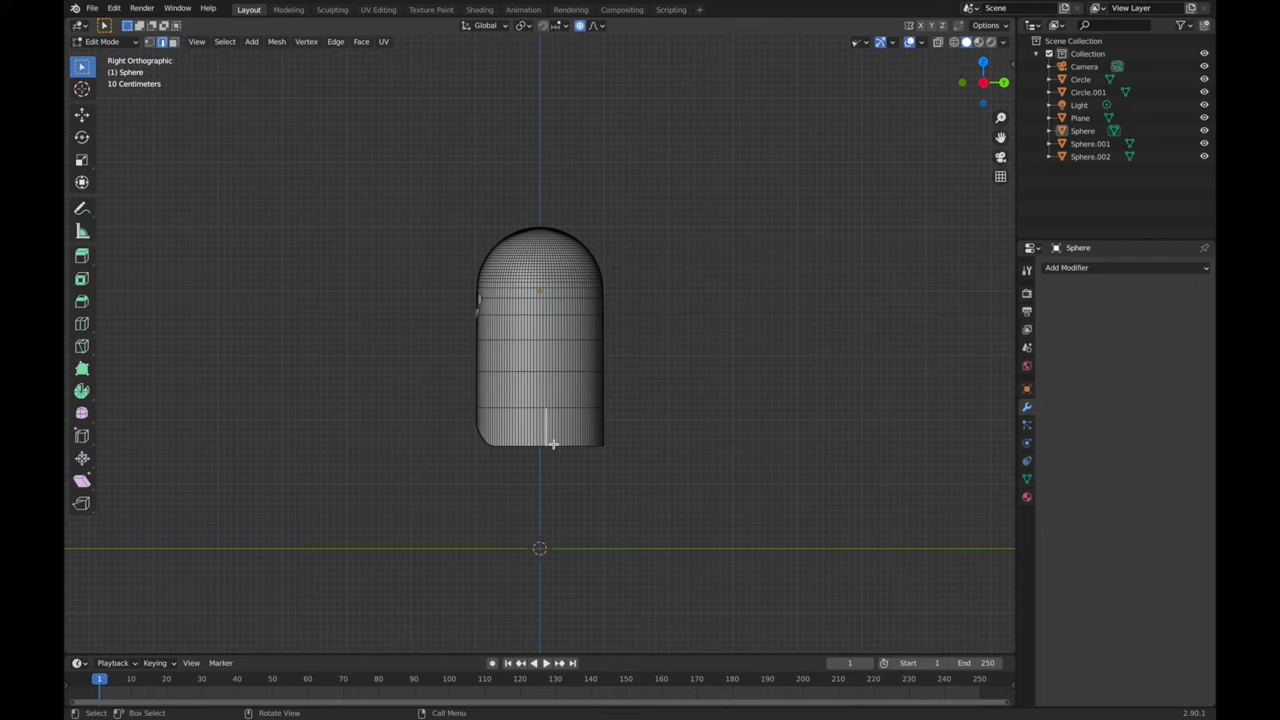 File Edit Render Window Help Layout Modeling Sculpting UV Editing Texture Paint Shading Animation Rendering Compositing Scripting + Scene View Layer
Global X Y Z Options
Edit Mode View Select Add Mesh Vertex Edge Face UV
Right Orthographic
(1) Sphere
10 Centimeters
Z
X
Y
Scene Collection
Collection
Camera
Circle
Circle.001
Light
Plane
Sphere
Sphere.001
Sphere.002
Sphere
Add Modifier
Playback Keying View Marker 1 Start 1 End 250
1 10 20 30 40 50 60 70 80 90 100 110 120 130 140 150 160 170 180 190 200 210 220 230 240 250
Select Box Select Rotate View Call Menu 2.90.1